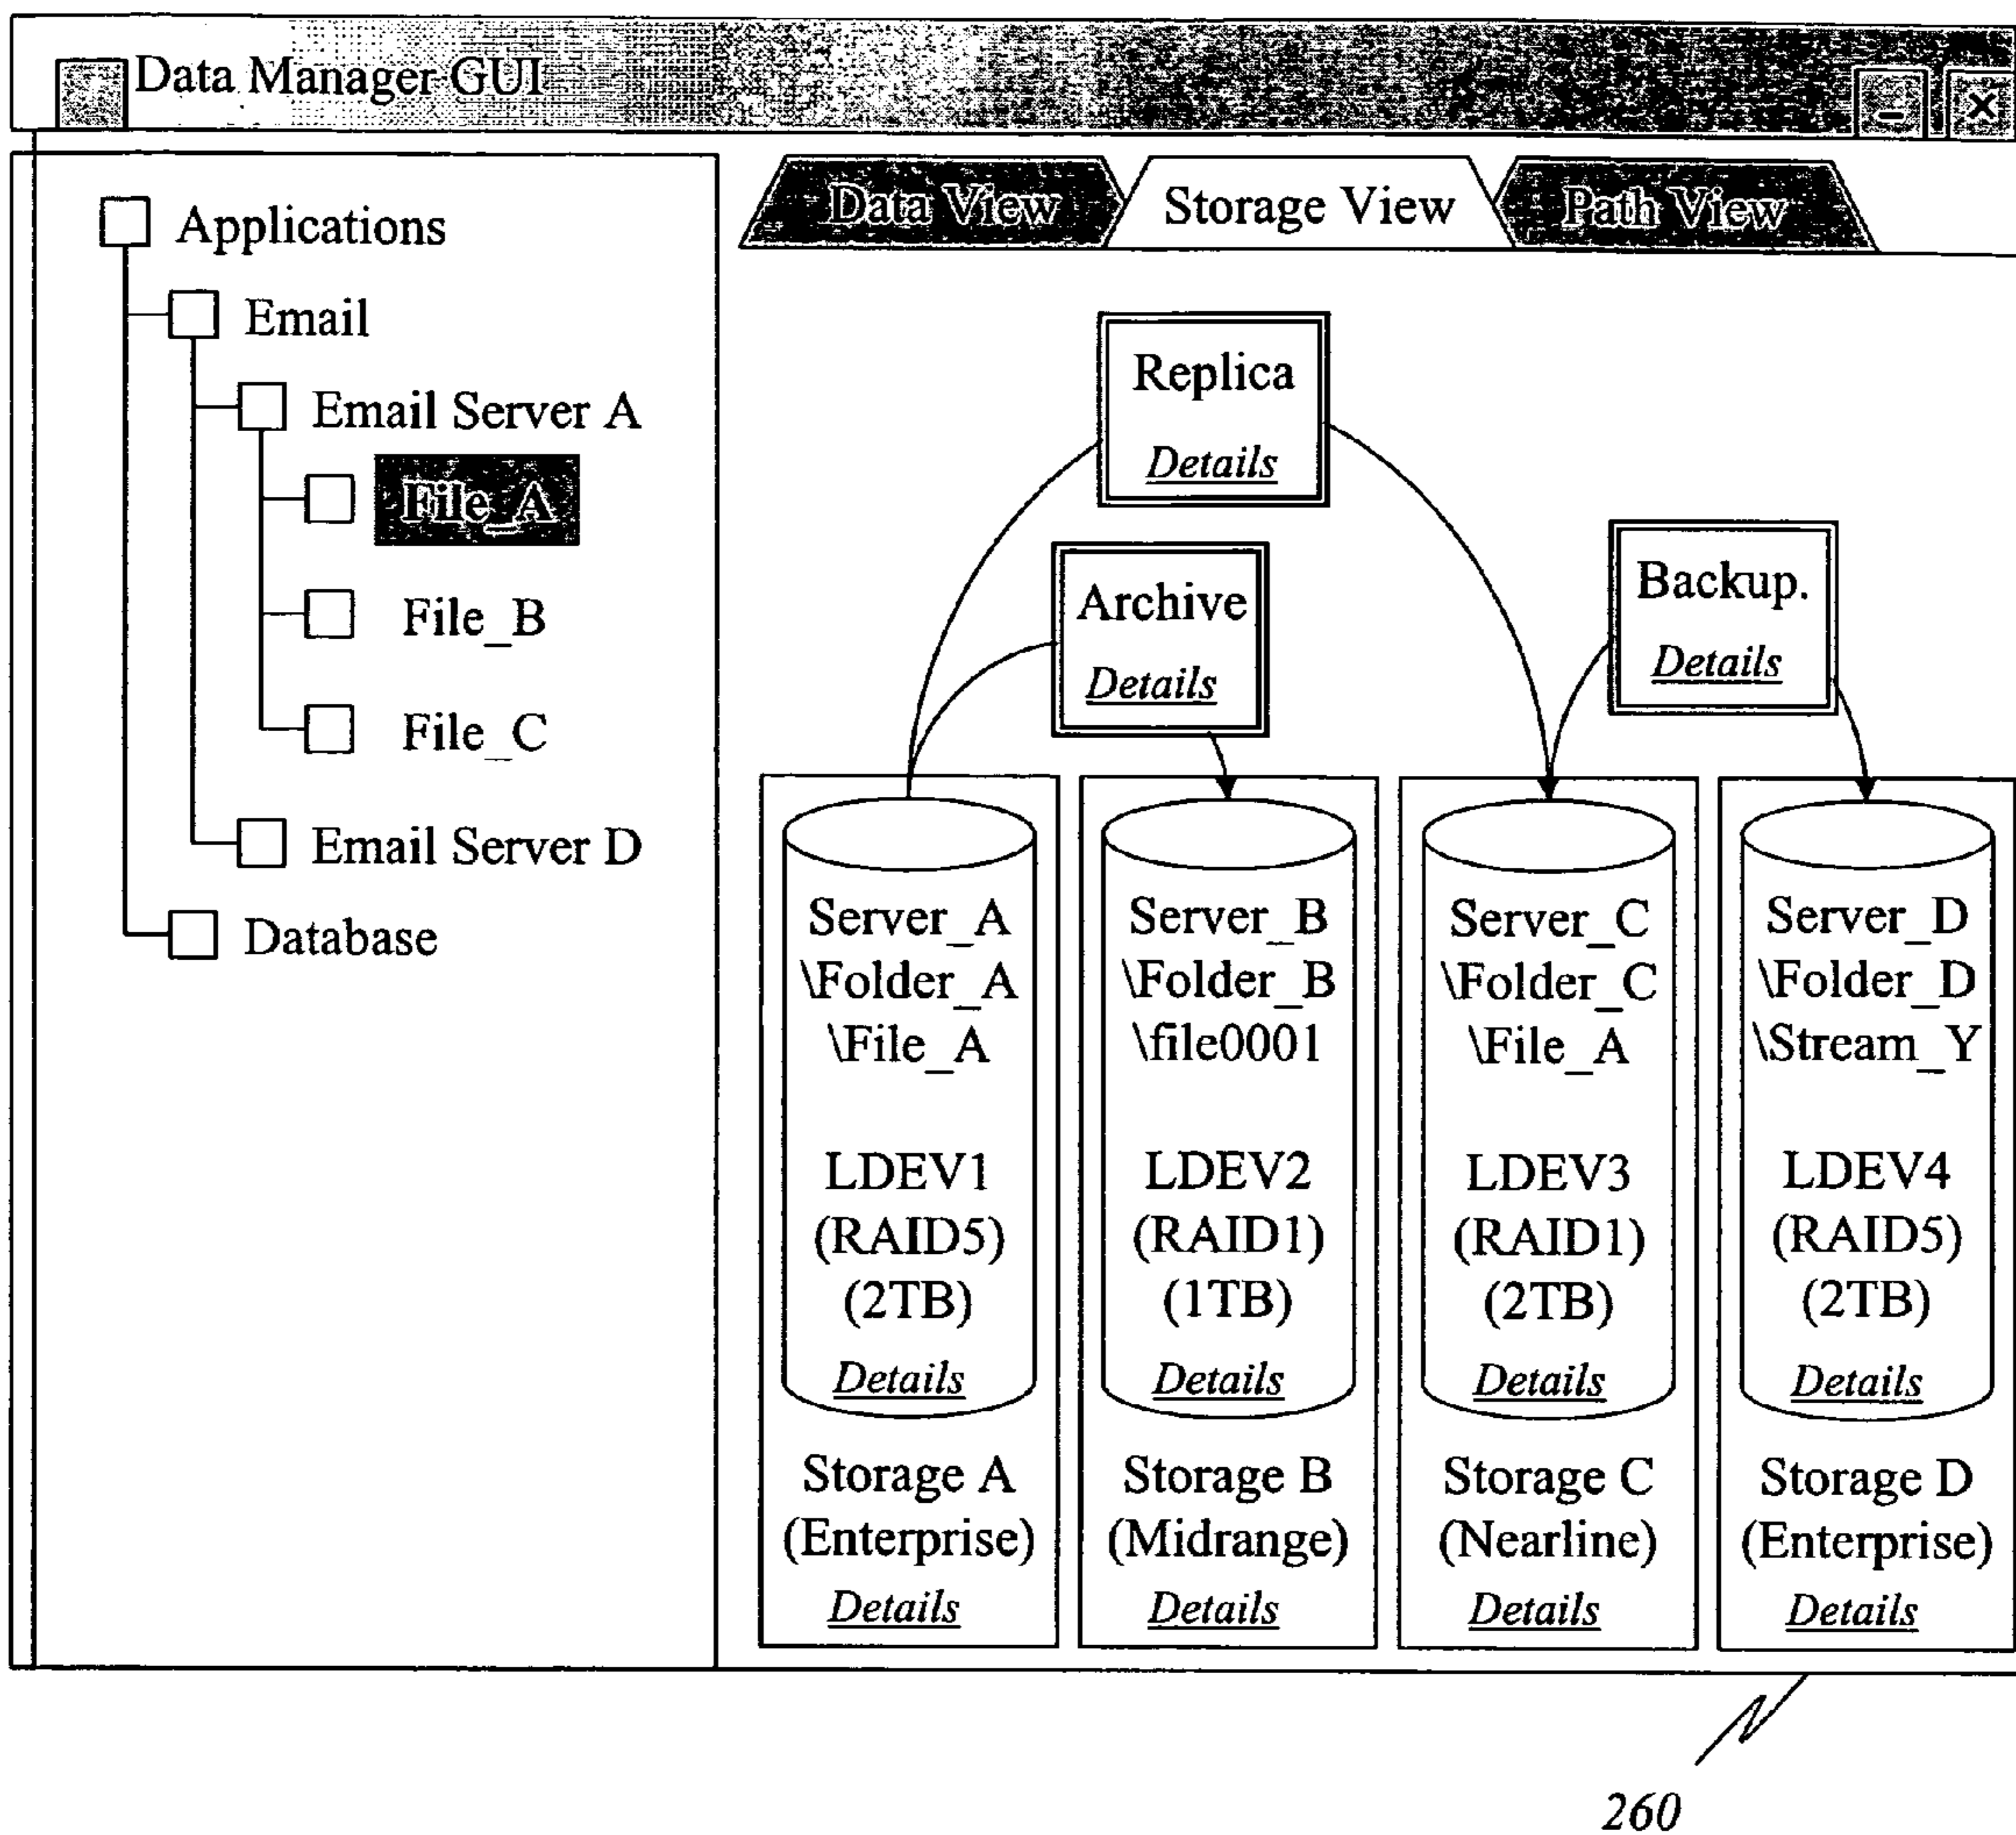 Data Manager GUI
Applications
Email
Email Server A
File_A
File_B
File_C
Email Server D
Database
Data View
Storage View
Path View
Replica
Details
Archive
Details
Backup.
Details
Server_A
\Folder_A
\File_A
LDEV1
(RAID5)
(2TB)
Details
Storage A
(Enterprise)
Details
Server_B
\Folder_B
\file0001
LDEV2
(RAID1)
(1TB)
Details
Storage B
(Midrange)
Details
Server_C
\Folder_C
\File_A
LDEV3
(RAID1)
(2TB)
Details
Storage C
(Nearline)
Details
Server_D
\Folder_D
\Stream_Y
LDEV4
(RAID5)
(2TB)
Details
Storage D
(Enterprise)
Details
260